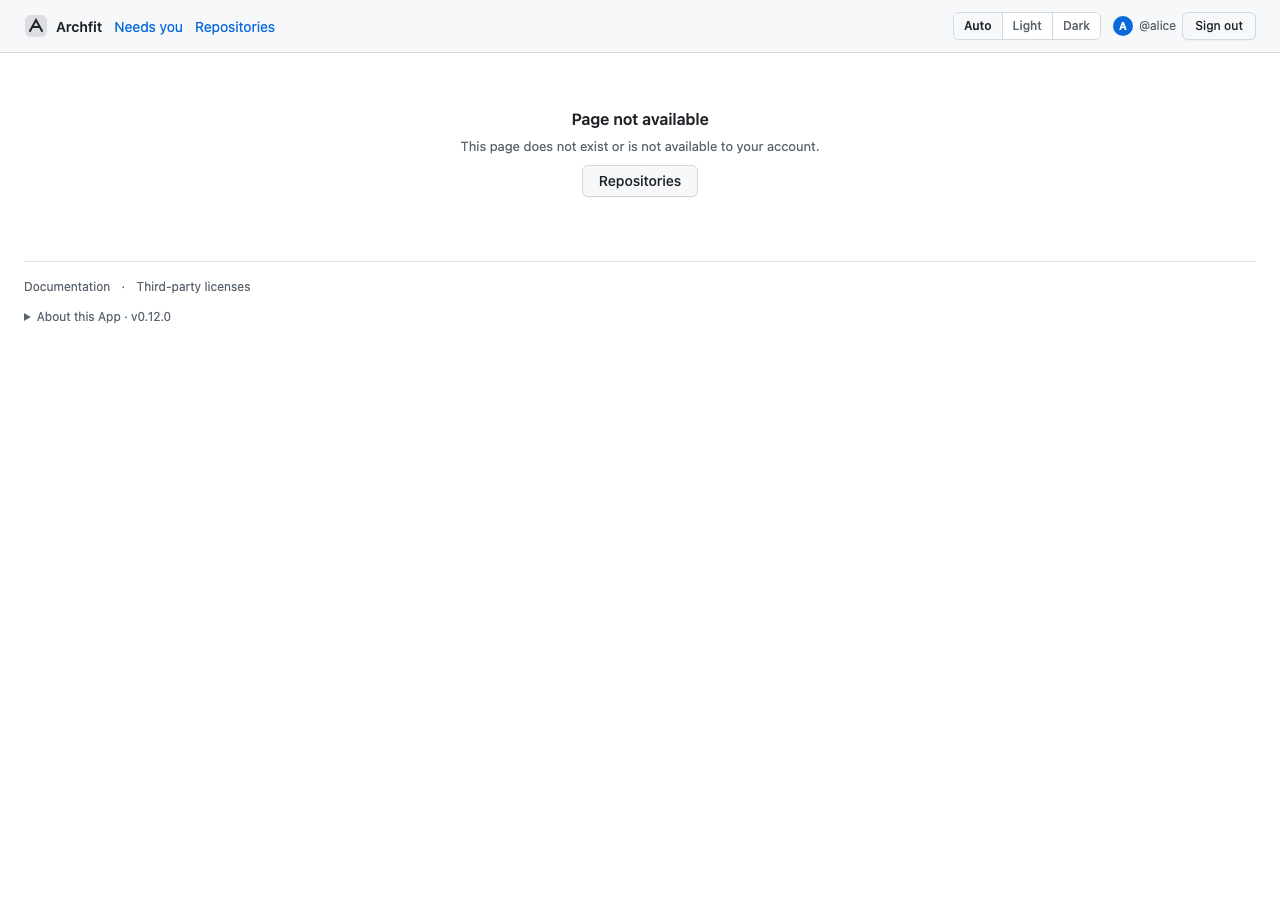 Archfit Needs you Repositories Auto Light Dark A @alice Sign out
Page not available
This page does not exist or is not available to your account.
Repositories
Documentation · Third-party licenses
About this App · v0.12.0